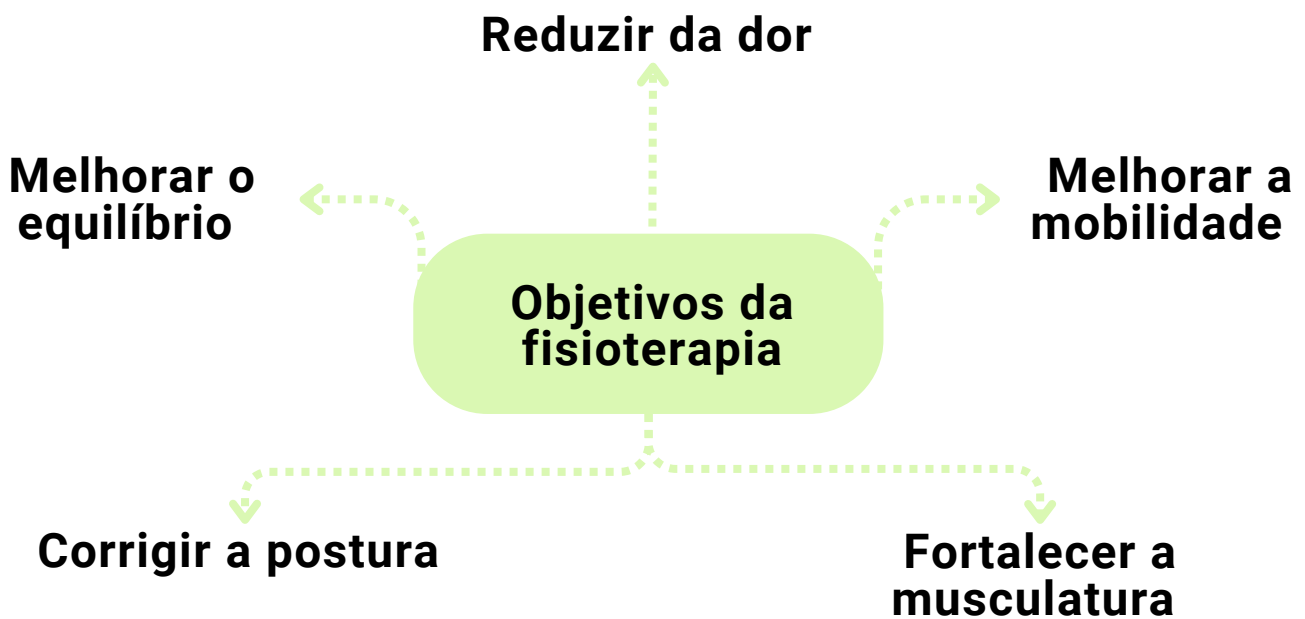 Reduzir da dor
Melhorar o
equilíbrio
Melhorar a
mobilidade
Objetivos da
fisioterapia
Corrigir a postura
Fortalecer a
musculatura